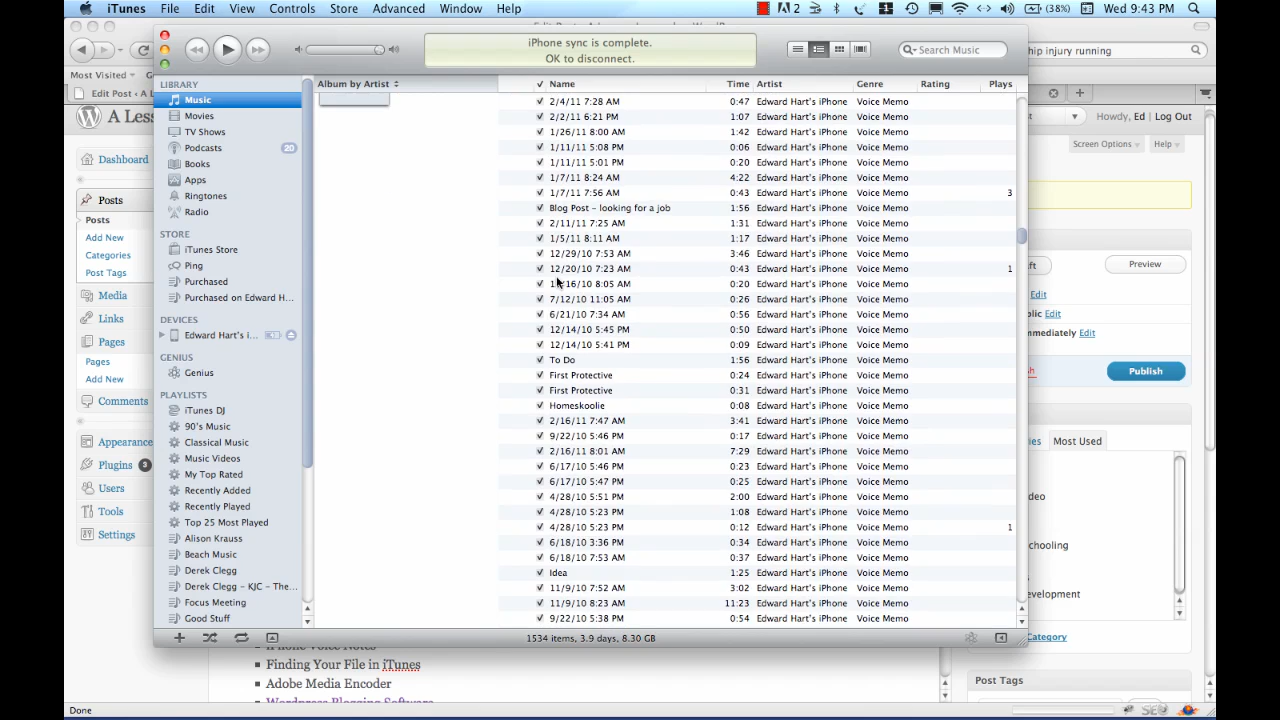 iTunes File Edit View Controls Store Advanced Window Help
2 1 (38%) Wed 9:43 PM
iPhone sync is complete.
OK to disconnect.
Search Music
hip injury running
Most Visited
Edit Post ‹ A L
A Less
Howdy, Ed | Log Out
Screen Options Help
Dashboard
Posts
Posts
Add New
Categories
Post Tags
Media
Links
Pages
Pages
Add New
Comments
Appearance
Plugins 3
Users
Tools
Settings
LIBRARY
Music
Movies
TV Shows
Podcasts 20
Books
Apps
Ringtones
Radio
STORE
iTunes Store
Ping
Purchased
Purchased on Edward H...
DEVICES
Edward Hart's i...
GENIUS
Genius
PLAYLISTS
iTunes DJ
90's Music
Classical Music
Music Videos
My Top Rated
Recently Added
Recently Played
Top 25 Most Played
Alison Krauss
Beach Music
Derek Clegg
Derek Clegg – KJC – The...
Focus Meeting
Good Stuff
Album by Artist
Name Time Artist Genre Rating Plays
2/4/11 7:28 AM 0:47 Edward Hart's iPhone Voice Memo
2/2/11 6:21 PM 1:07 Edward Hart's iPhone Voice Memo
1/26/11 8:00 AM 1:42 Edward Hart's iPhone Voice Memo
1/11/11 5:08 PM 0:06 Edward Hart's iPhone Voice Memo
1/11/11 5:01 PM 0:20 Edward Hart's iPhone Voice Memo
1/7/11 8:24 AM 4:22 Edward Hart's iPhone Voice Memo
1/7/11 7:56 AM 0:43 Edward Hart's iPhone Voice Memo 3
Blog Post – looking for a job 1:56 Edward Hart's iPhone Voice Memo
2/11/11 7:25 AM 1:31 Edward Hart's iPhone Voice Memo
1/5/11 8:11 AM 1:17 Edward Hart's iPhone Voice Memo
12/29/10 7:53 AM 3:46 Edward Hart's iPhone Voice Memo
12/20/10 7:23 AM 0:43 Edward Hart's iPhone Voice Memo 1
/16/10 8:05 AM 0:20 Edward Hart's iPhone Voice Memo
7/12/10 11:05 AM 0:26 Edward Hart's iPhone Voice Memo
6/21/10 7:34 AM 0:56 Edward Hart's iPhone Voice Memo
12/14/10 5:45 PM 0:50 Edward Hart's iPhone Voice Memo
12/14/10 5:41 PM 0:09 Edward Hart's iPhone Voice Memo
To Do 1:56 Edward Hart's iPhone Voice Memo
First Protective 0:24 Edward Hart's iPhone Voice Memo
First Protective 0:31 Edward Hart's iPhone Voice Memo
Homeskoolie 0:08 Edward Hart's iPhone Voice Memo
2/16/11 7:47 AM 3:41 Edward Hart's iPhone Voice Memo
9/22/10 5:46 PM 0:17 Edward Hart's iPhone Voice Memo
2/16/11 8:01 AM 7:29 Edward Hart's iPhone Voice Memo
6/17/10 5:46 PM 0:23 Edward Hart's iPhone Voice Memo
6/17/10 5:47 PM 0:25 Edward Hart's iPhone Voice Memo
4/28/10 5:51 PM 2:00 Edward Hart's iPhone Voice Memo
4/28/10 5:23 PM 1:08 Edward Hart's iPhone Voice Memo
4/28/10 5:23 PM 0:12 Edward Hart's iPhone Voice Memo 1
6/18/10 3:36 PM 0:34 Edward Hart's iPhone Voice Memo
6/18/10 7:53 AM 0:37 Edward Hart's iPhone Voice Memo
Idea 1:25 Edward Hart's iPhone Voice Memo
11/9/10 7:52 AM 3:02 Edward Hart's iPhone Voice Memo
11/9/10 8:23 AM 11:23 Edward Hart's iPhone Voice Memo
9/22/10 5:38 PM 0:54 Edward Hart's iPhone Voice Memo
1534 items, 3.9 days, 8.30 GB
Preview
Edit
Edit
Edit
Publish
Most Used
Category
Post Tags
Finding Your File in iTunes
Adobe Media Encoder
Done
SEO